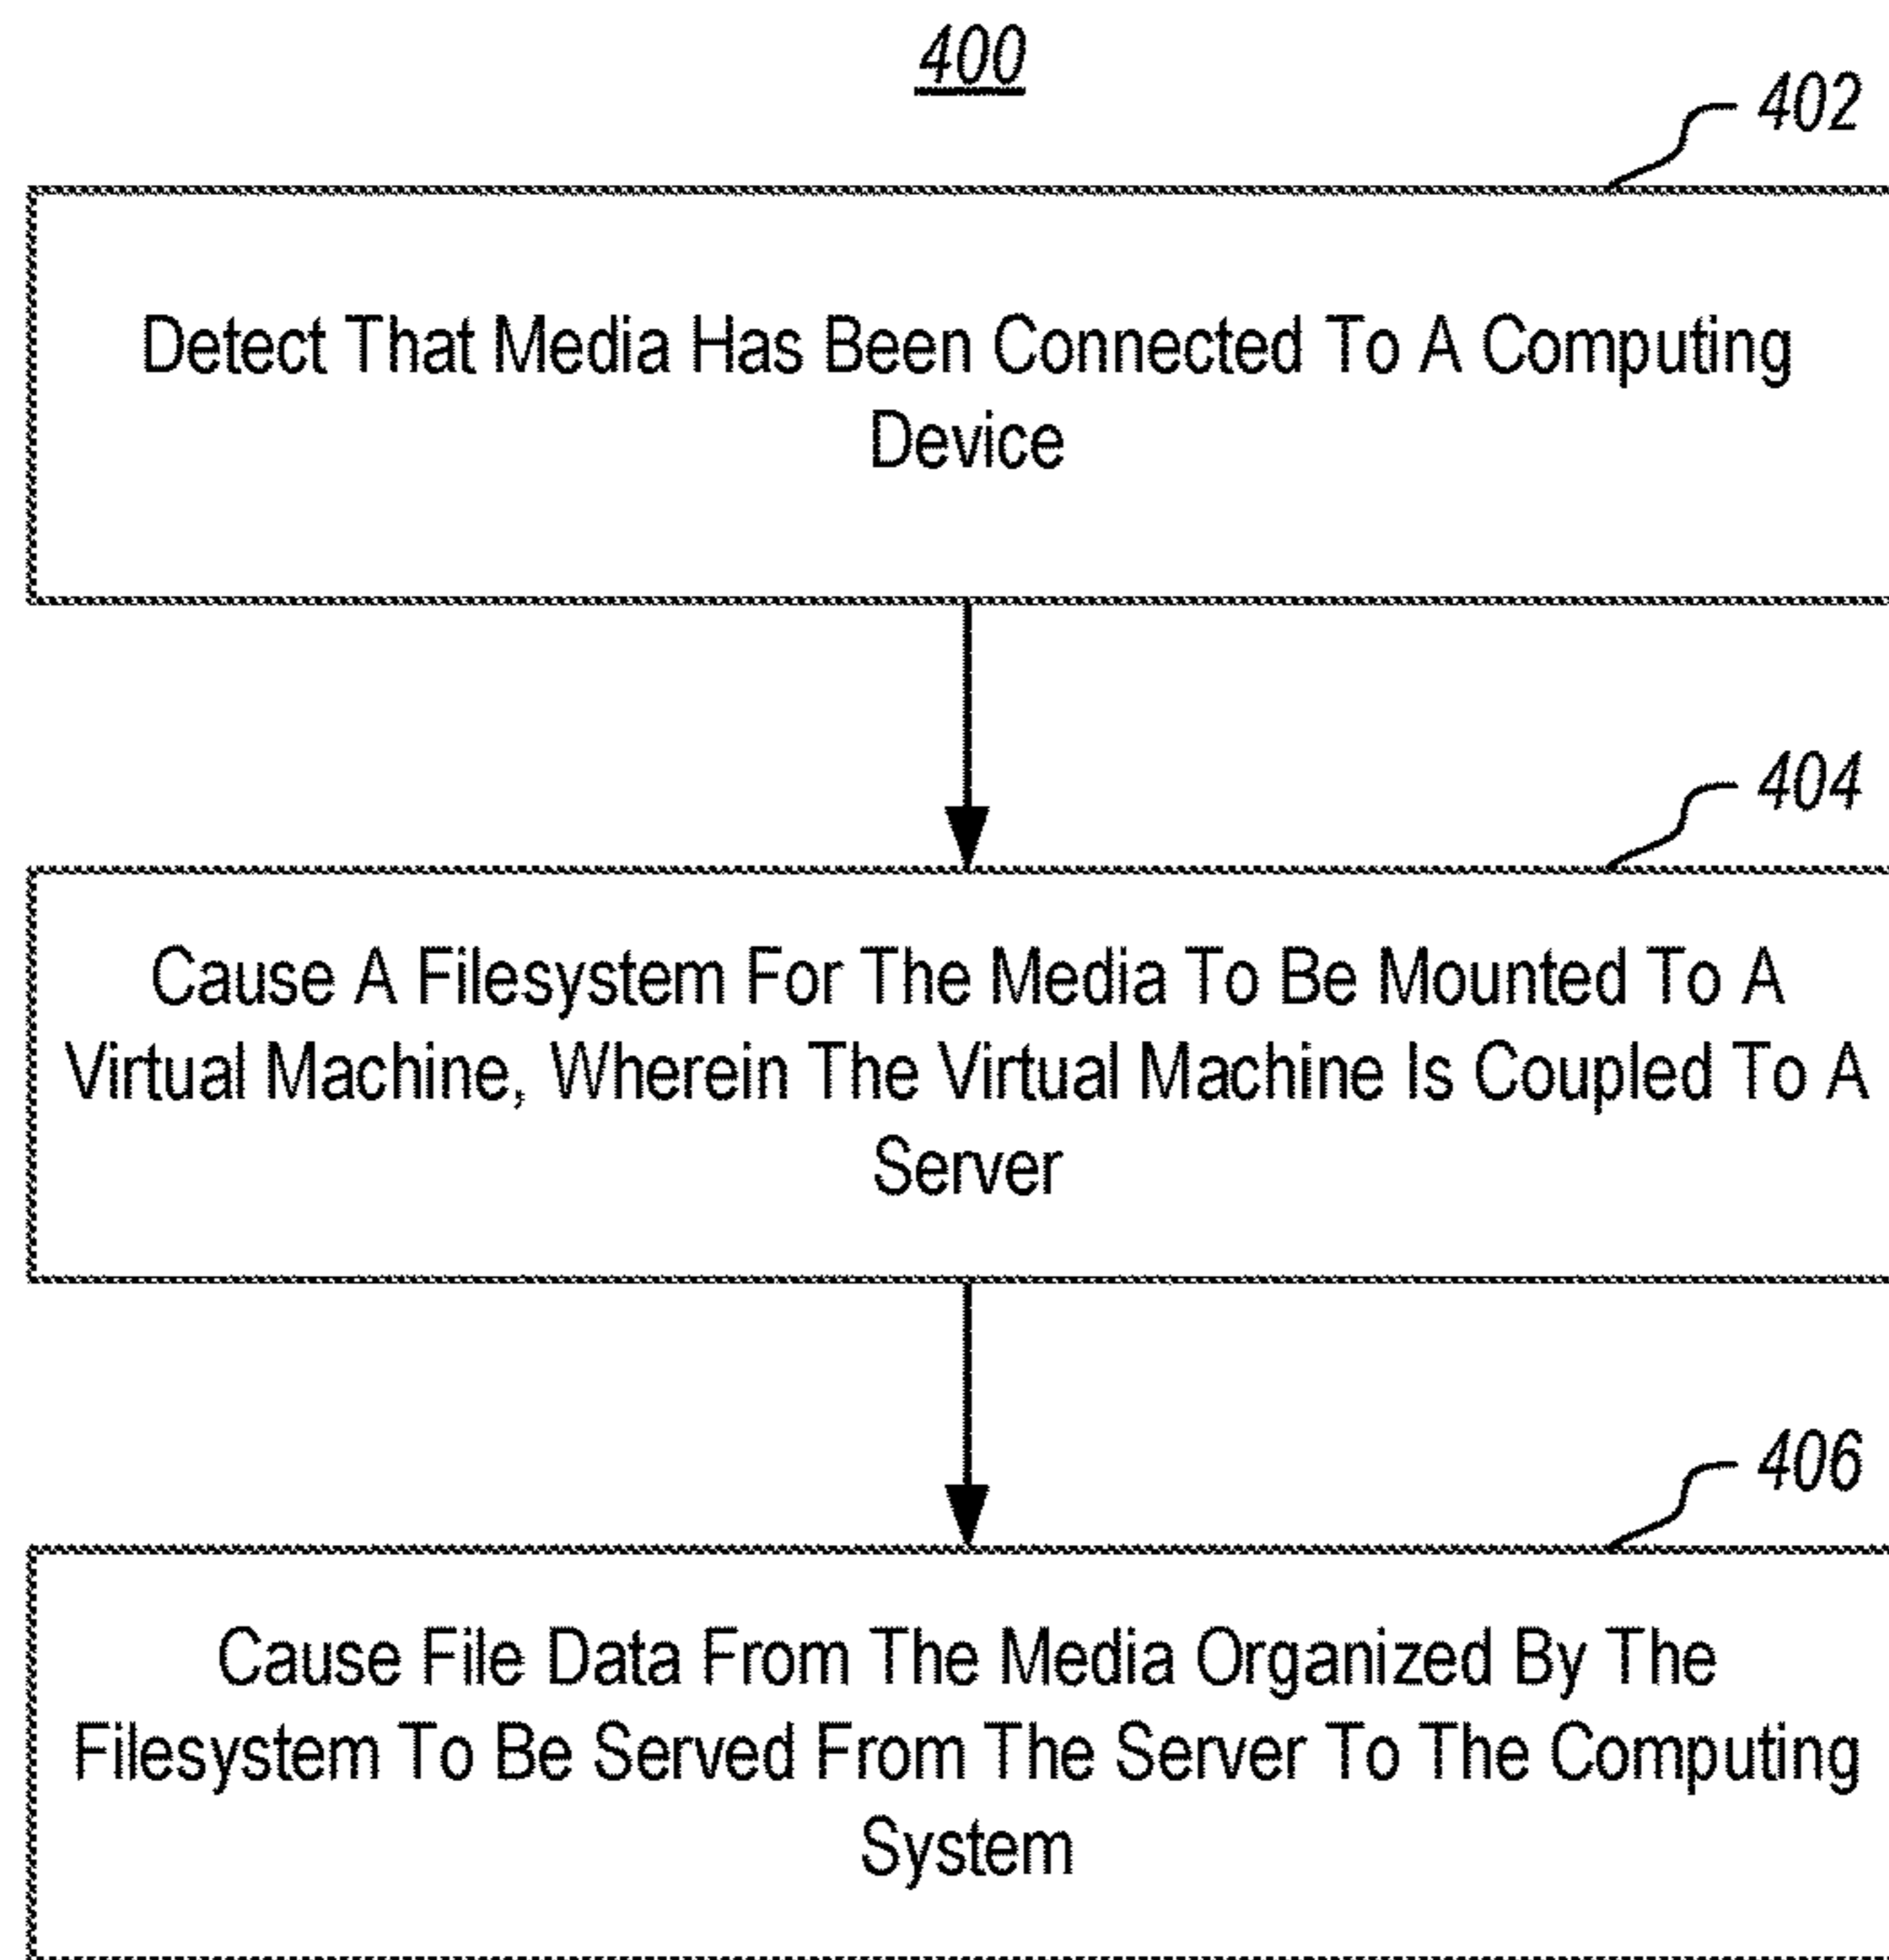 400
402
Detect That Media Has Been Connected To A Computing
Device
404
Cause A Filesystem For The Media To Be Mounted To A
Virtual Machine, Wherein The Virtual Machine Is Coupled To A
Server
406
Cause File Data From The Media Organized By The
Filesystem To Be Served From The Server To The Computing
System